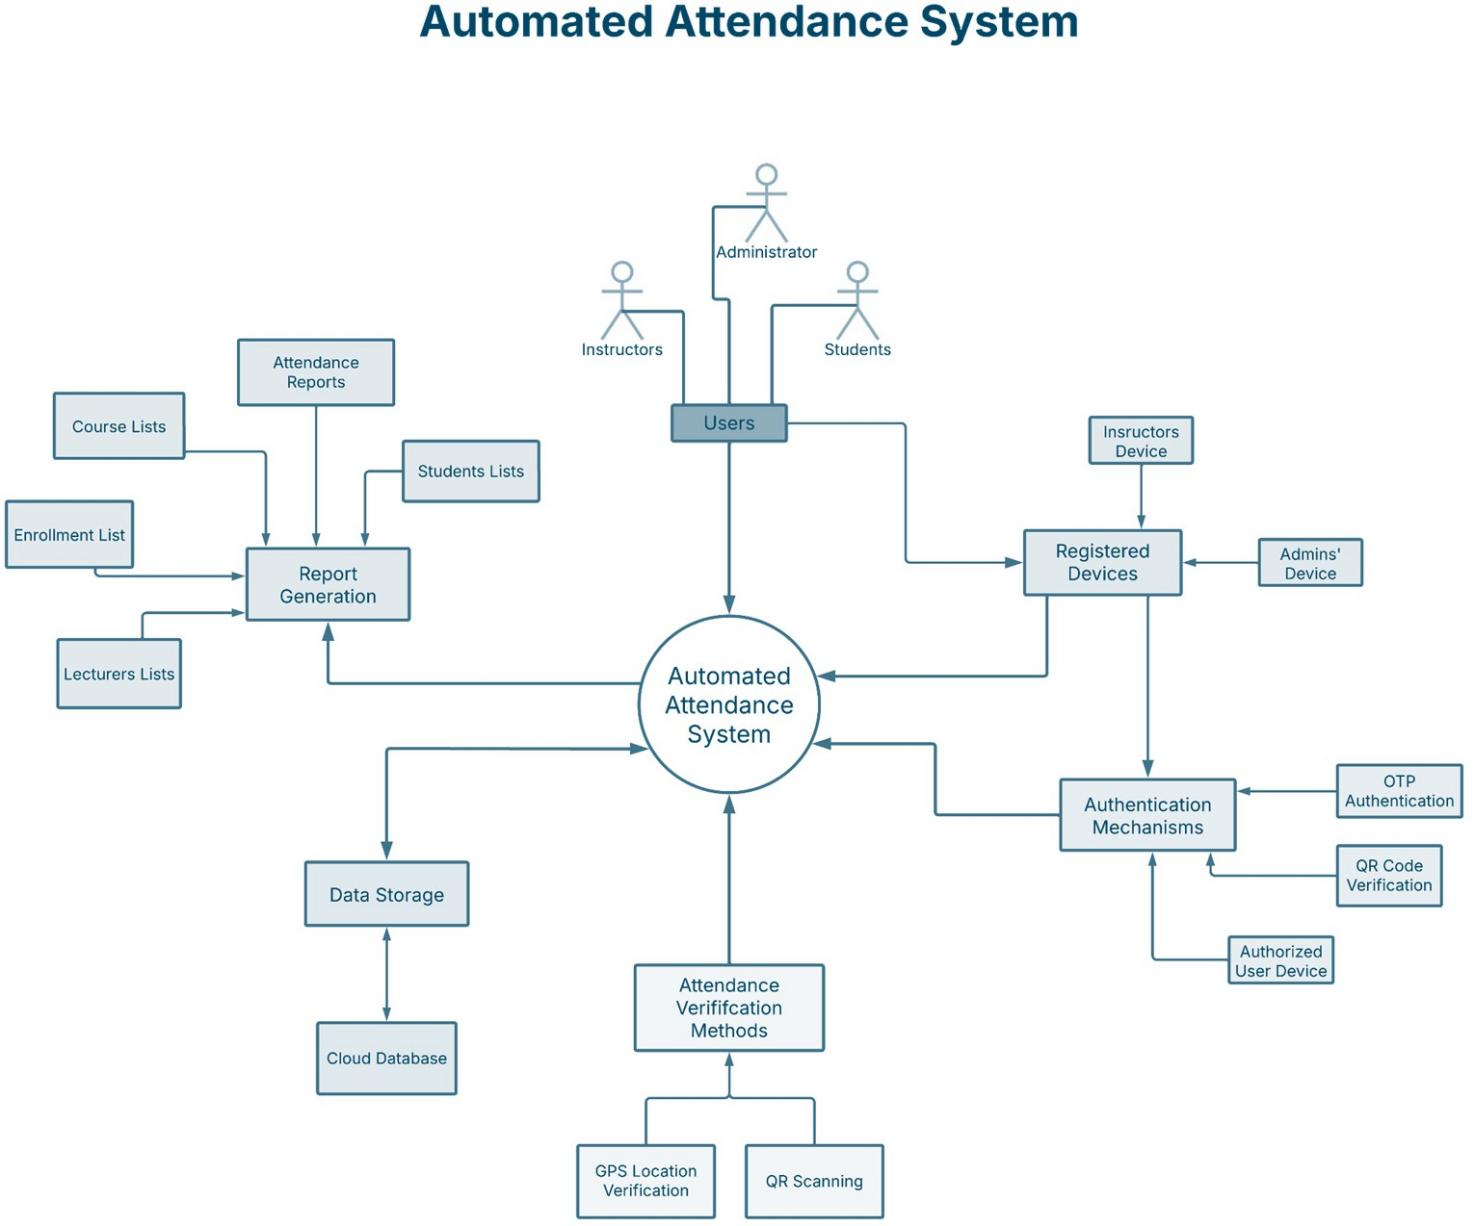 Automated Attendance System
Administrator
Instructors
Students
Users
Attendance
Reports
Course Lists
Students Lists
Enrollment List
Report
Generation
Lecturers Lists
Insructors
Device
Registered
Devices
Admins'
Device
Automated
Attendance
System
Authentication
Mechanisms
OTP
Authentication
QR Code
Verification
Authorized
User Device
Data Storage
Cloud Database
Attendance
Verififcation
Methods
GPS Location
Verification
QR Scanning